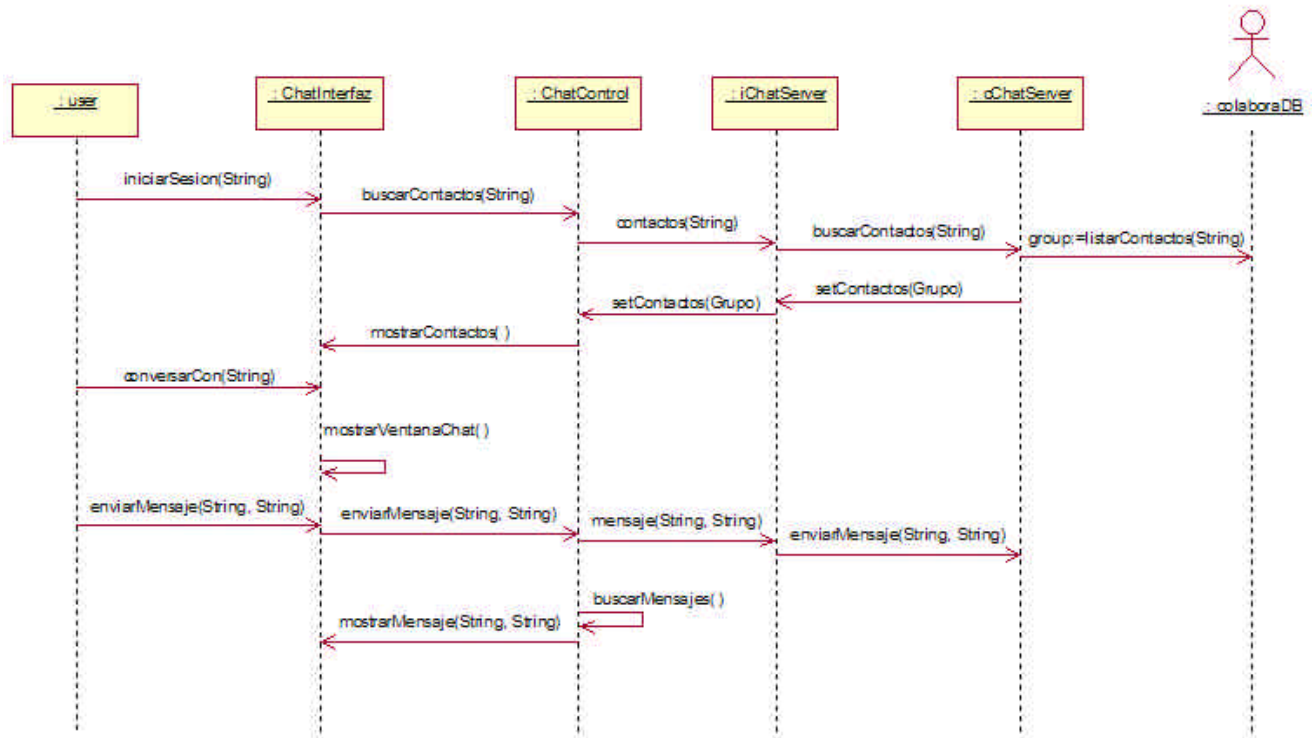 : user
: ChatInterfaz
: ChatControl
: iChatServer
: cChatServer
: colaboraDB
iniciarSesion(String)
buscarContactos(String)
contactos(String)
buscarContactos(String)
group:=listarContactos(String)
setContactos(Grupo)
setContactos(Grupo)
mostrarContactos( )
conversarCon(String)
mostrarVentanaChat( )
enviarMensaje(String, String)
enviarMensaje(String, String)
mensaje(String, String)
enviarMensaje(String, String)
buscarMensajes( )
mostrarMensaje(String, String)